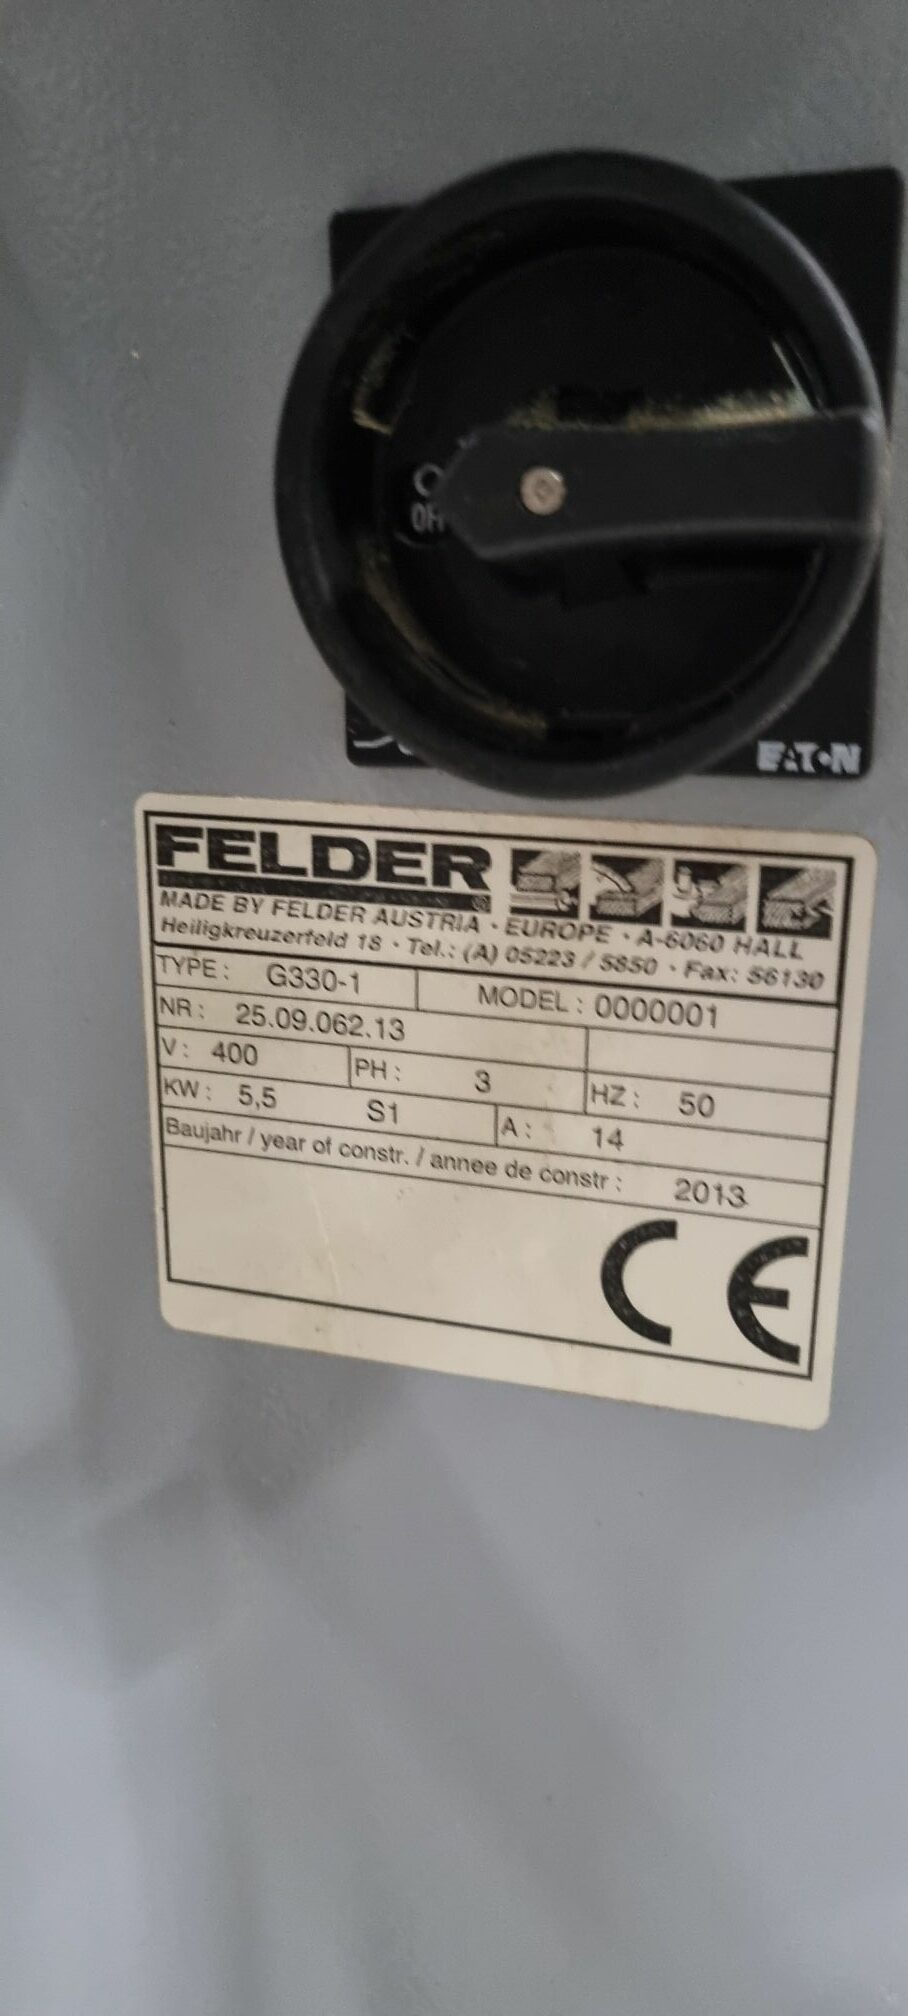 O
OFF
EATON
FELDER
MADE BY FELDER AUSTRIA · EUROPE · A-6060 HALL
Heiligkreuzerfeld 18 · Tel.: (A) 05223 / 5850 · Fax: 56130
TYPE: G330-1 MODEL: 0000001
NR: 25.09.062.13
V: 400 PH: 3 HZ: 50
KW: 5,5 S1 A: 14
Baujahr / year of constr. / annee de constr: 2013
CE